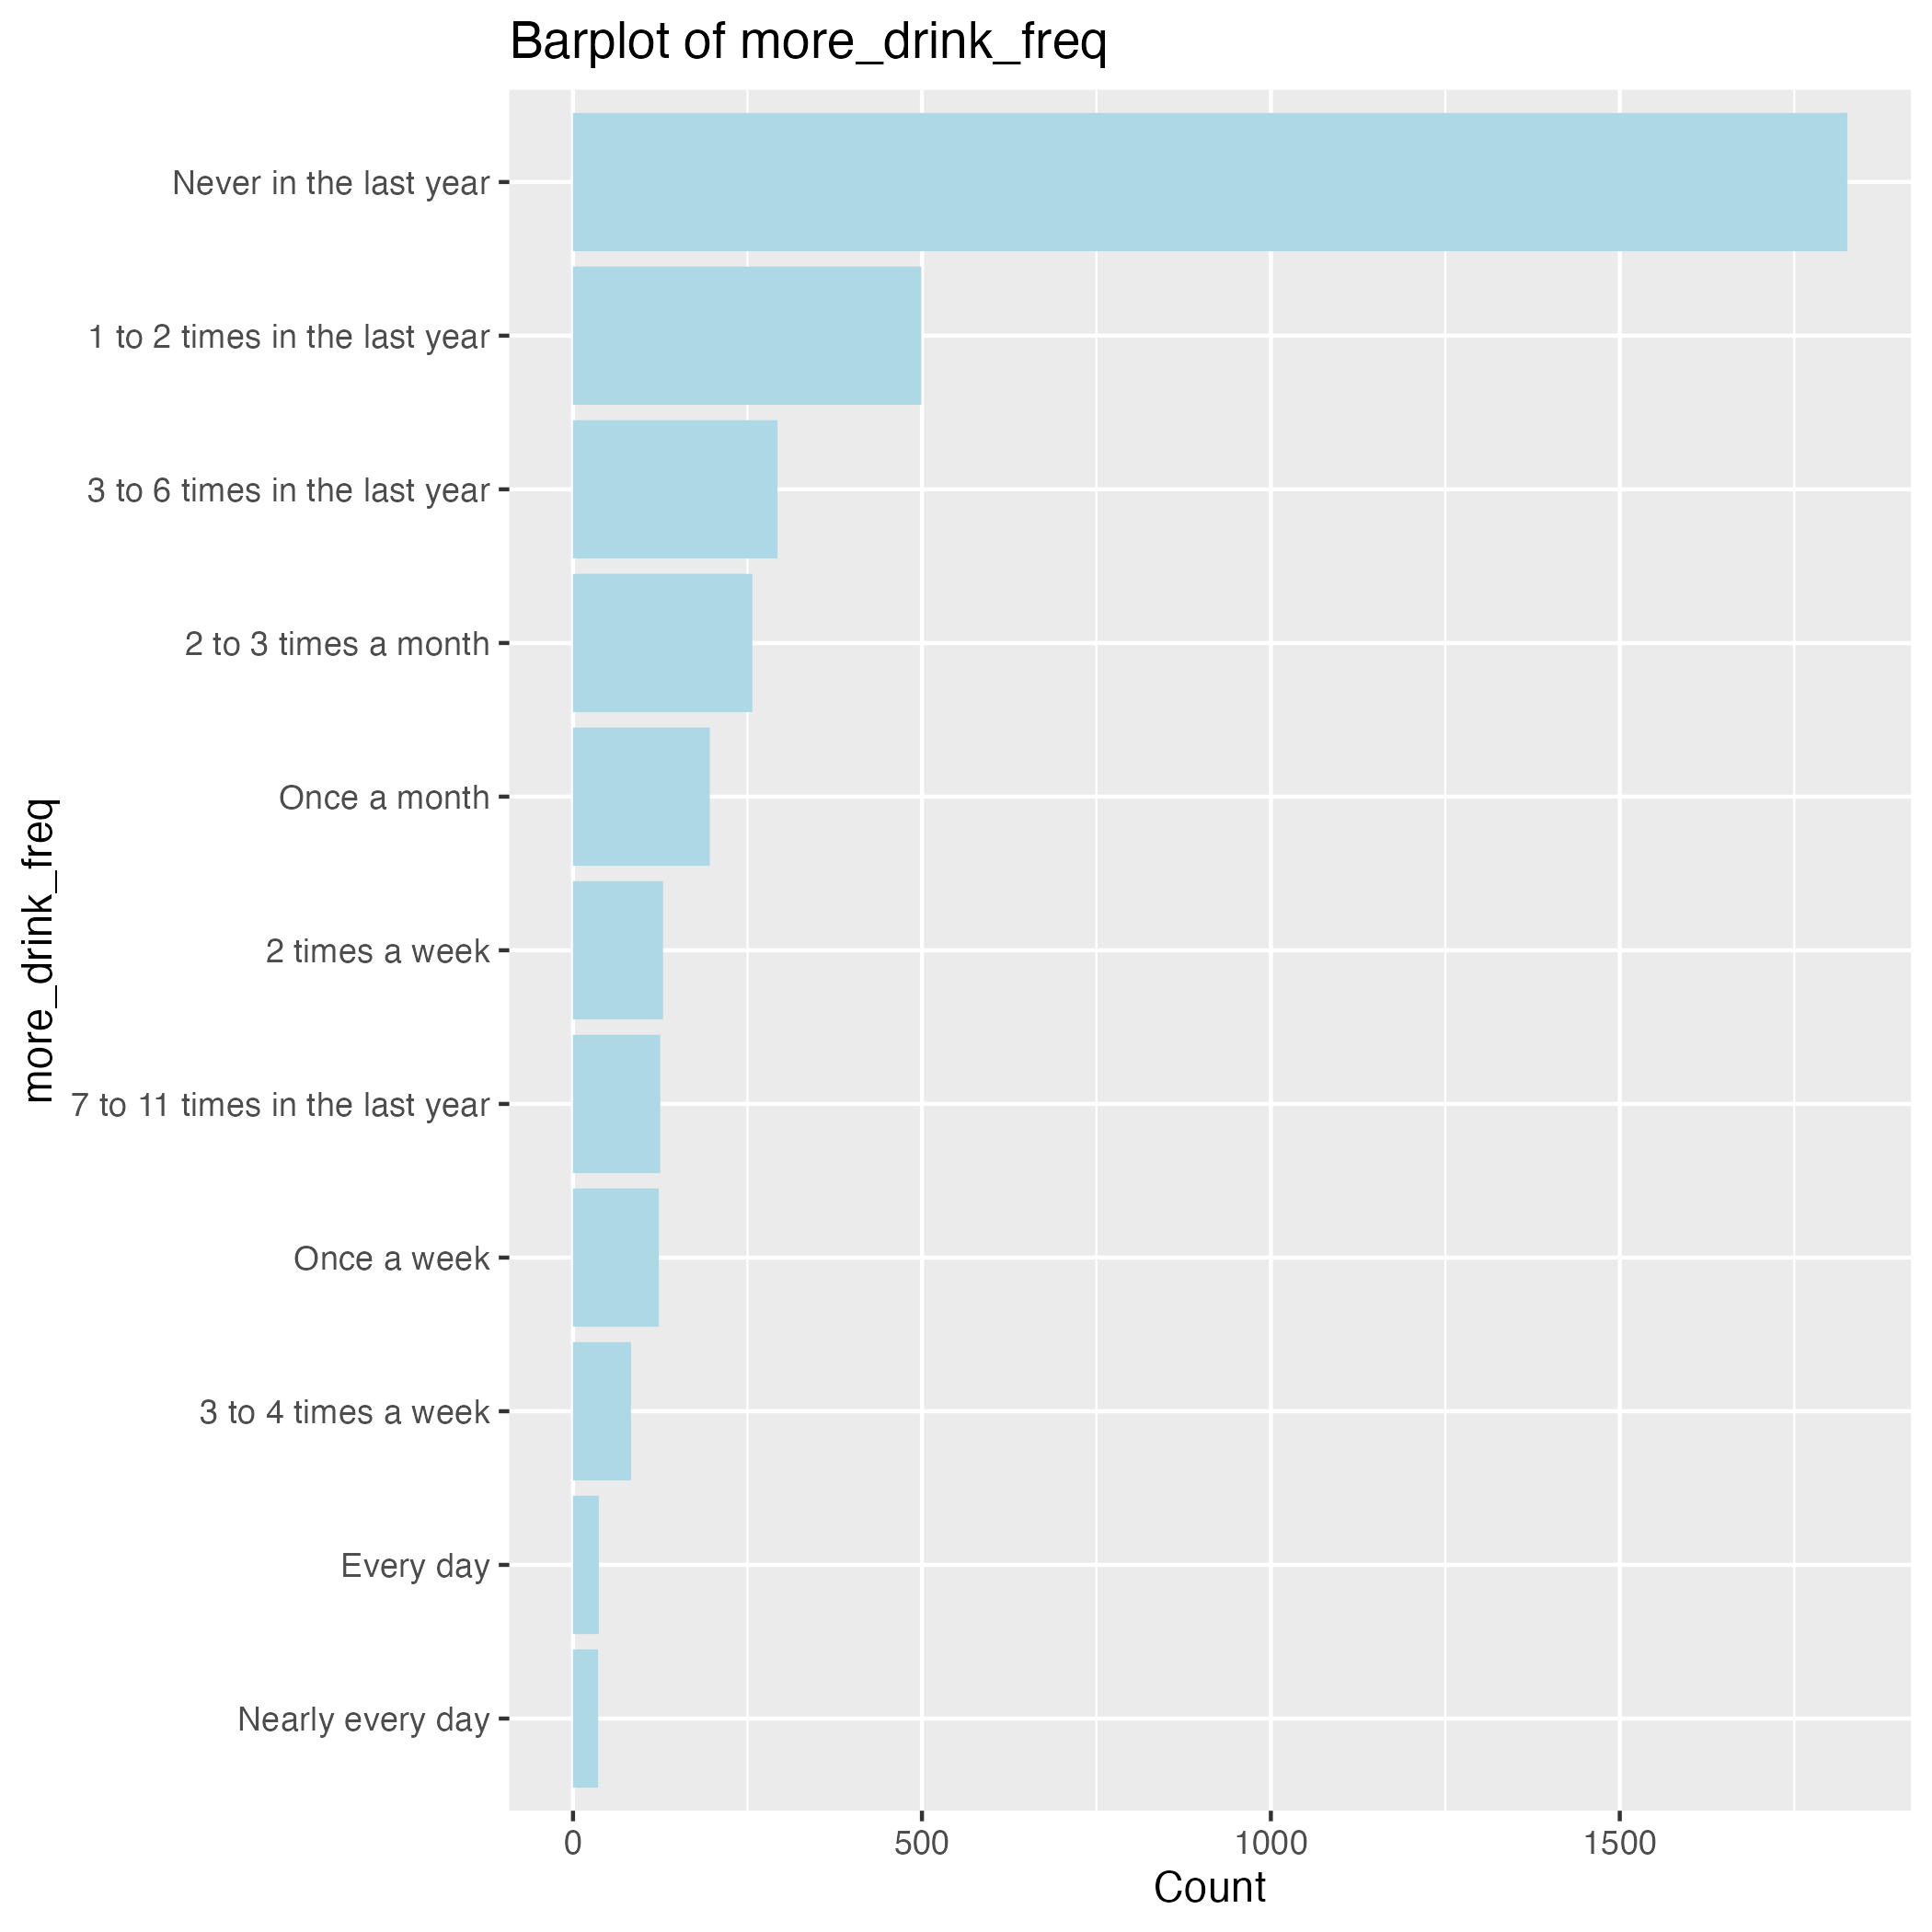 Barplot of more_drink_freq
more_drink_freq
Never in the last year
1 to 2 times in the last year
3 to 6 times in the last year
2 to 3 times a month
Once a month
2 times a week
7 to 11 times in the last year
Once a week
3 to 4 times a week
Every day
Nearly every day
0 500 1000 1500
Count